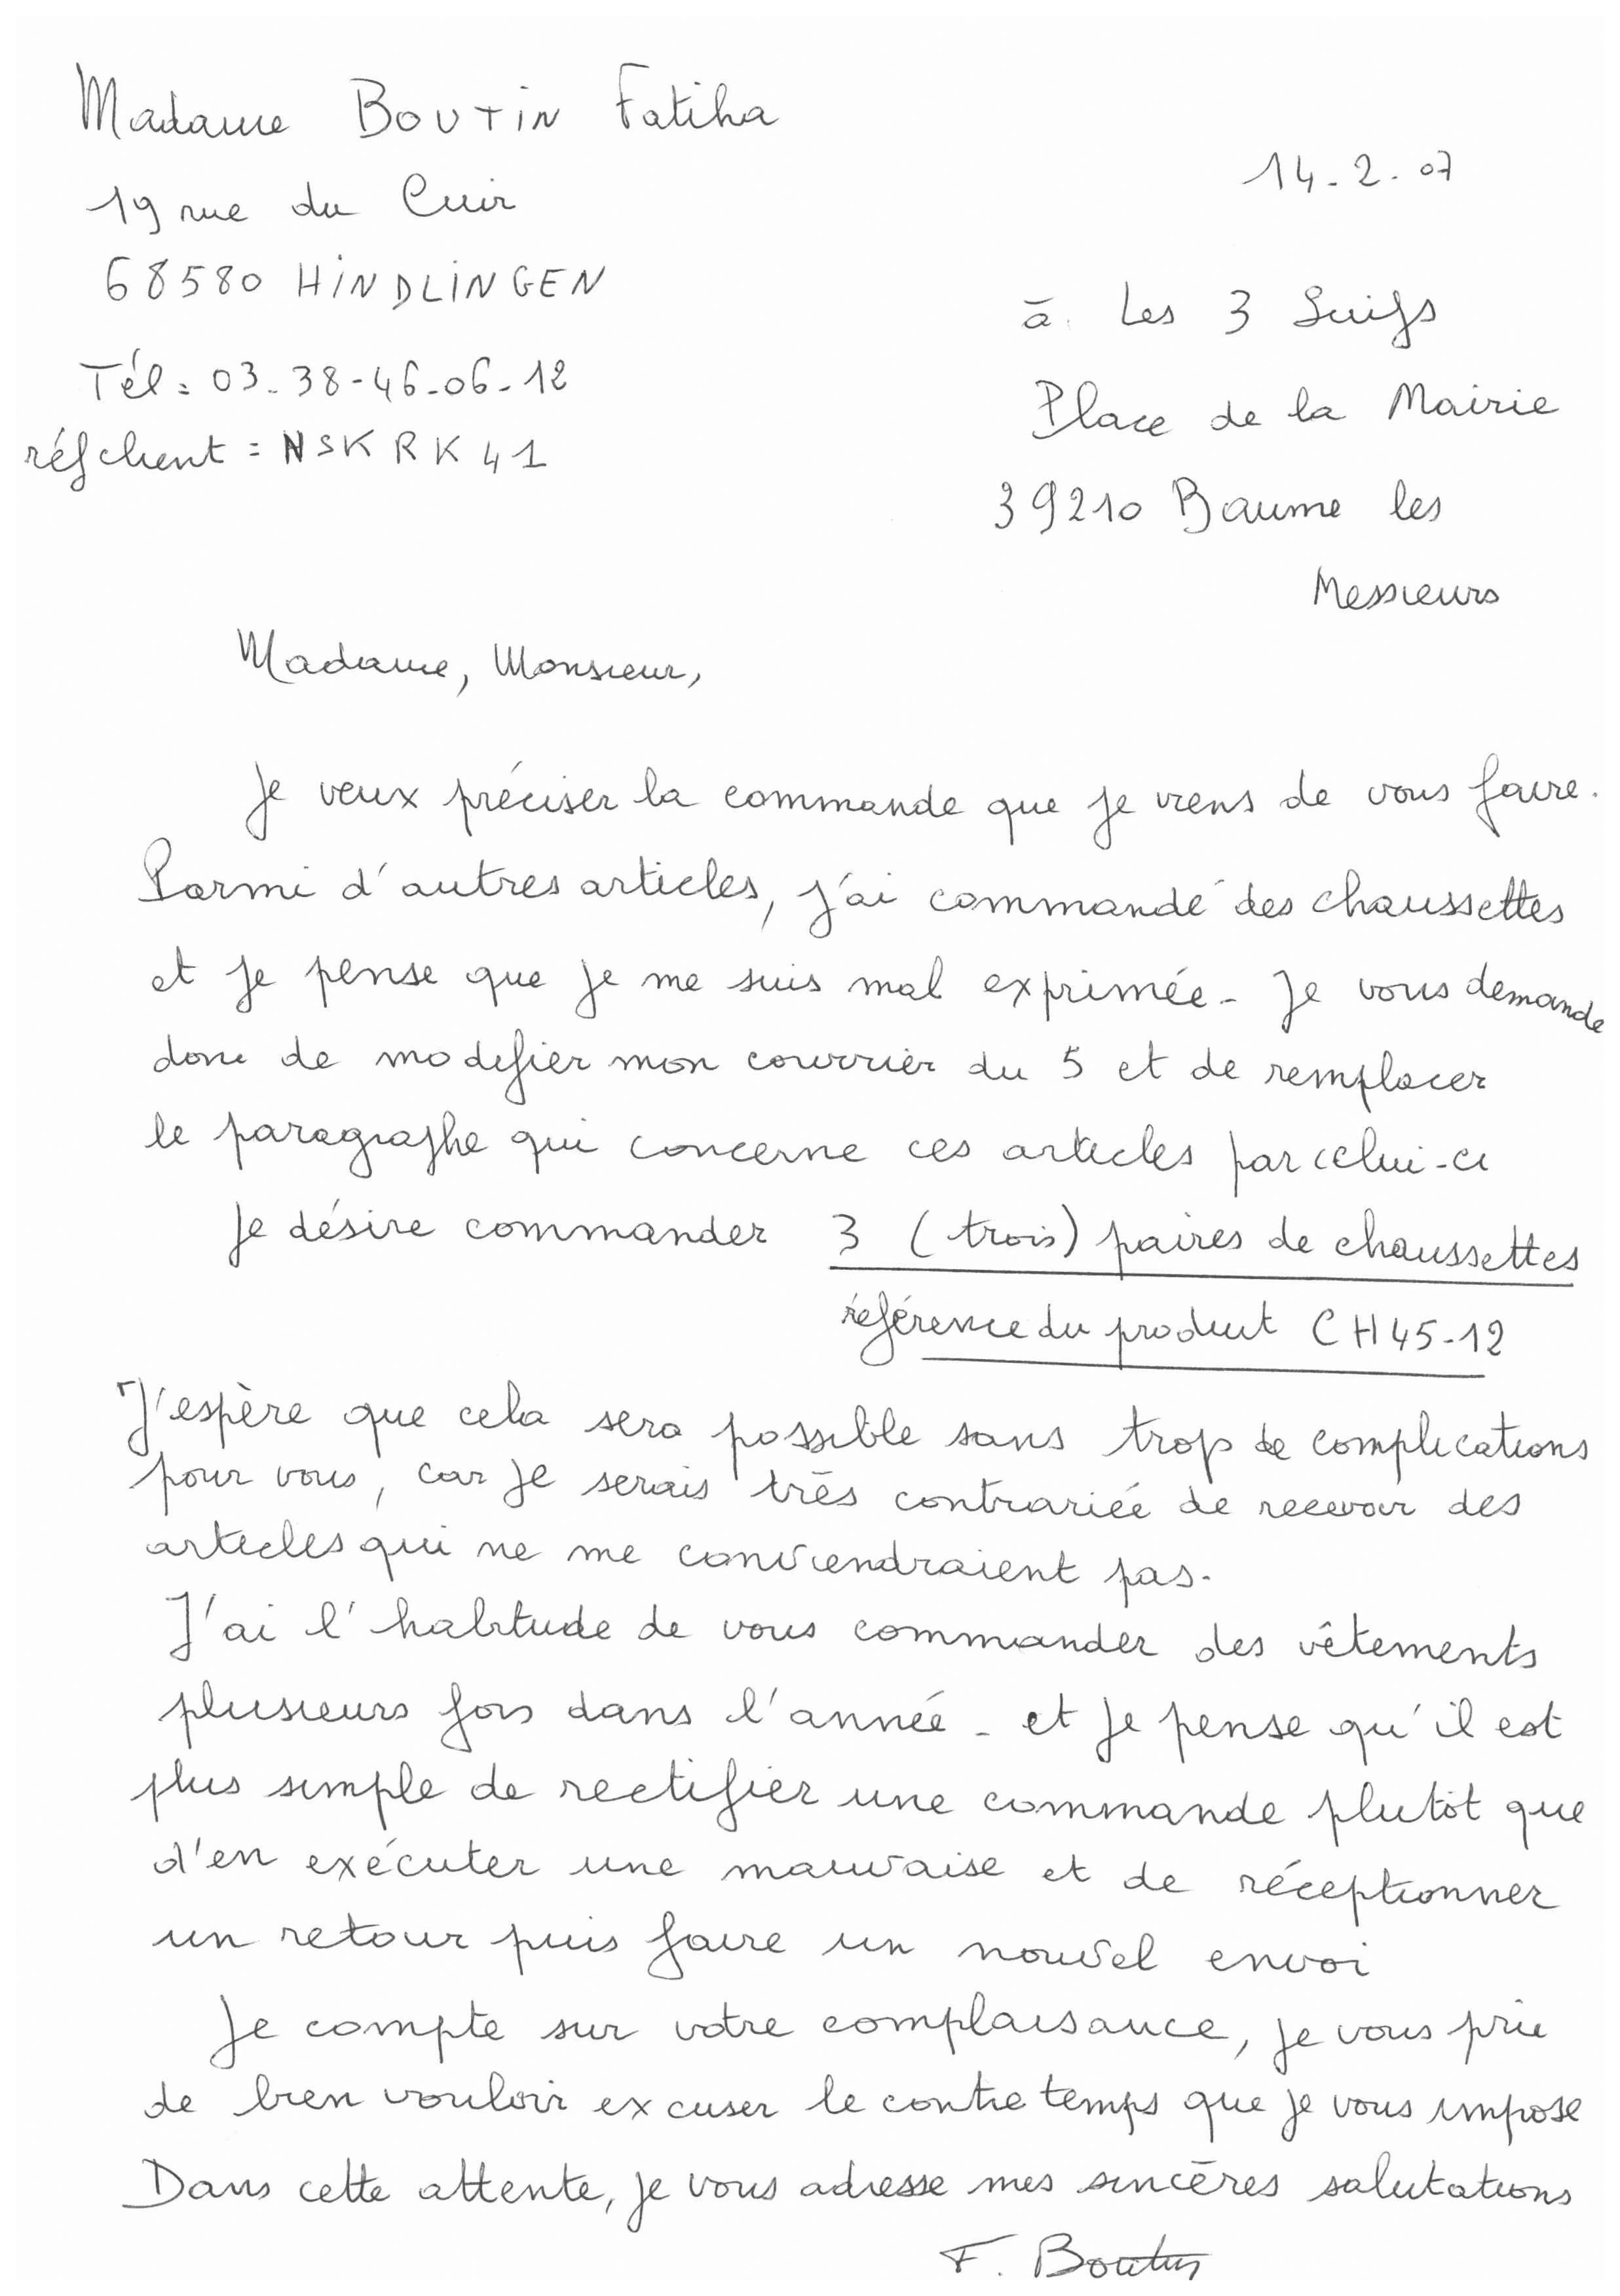 Madame BOUTIN Fatiha
14-2-07
19 rue du Cuir
68580 HINDLINGEN
à Les 3 Suifs
Tél: 03-38-46-06-12
Place de la Mairie
réf client = NSKRK41
39210 Baume les
Messieurs
Madame, Monsieur,
Je veux préciser la commande que je viens de vous faire.
Parmi d'autres articles, j'ai commandé des chaussettes
et je pense que je me suis mal exprimée - Je vous demande
donc de modifier mon courrier du 5 et de remplacer
le paragraphe qui concerne ces articles par celui-ci
Je désire commander 3 (trois) paires de chaussettes
référence du produit CH45-12
J'espère que cela sera possible sans trop de complications
pour vous, car je serais très contrariée de recevoir des
articles qui ne me conviendraient pas.
J'ai l'habitude de vous commander des vêtements
plusieurs fois dans l'année - et je pense qu'il est
plus simple de rectifier une commande plutôt que
d'en exécuter une mauvaise et de réceptionner
un retour puis faire un nouvel envoi
Je compte sur votre complaisance, je vous prie
de bien vouloir excuser le contre temps que je vous impose
Dans cette attente, je vous adresse mes sincères salutations
F. Boutin